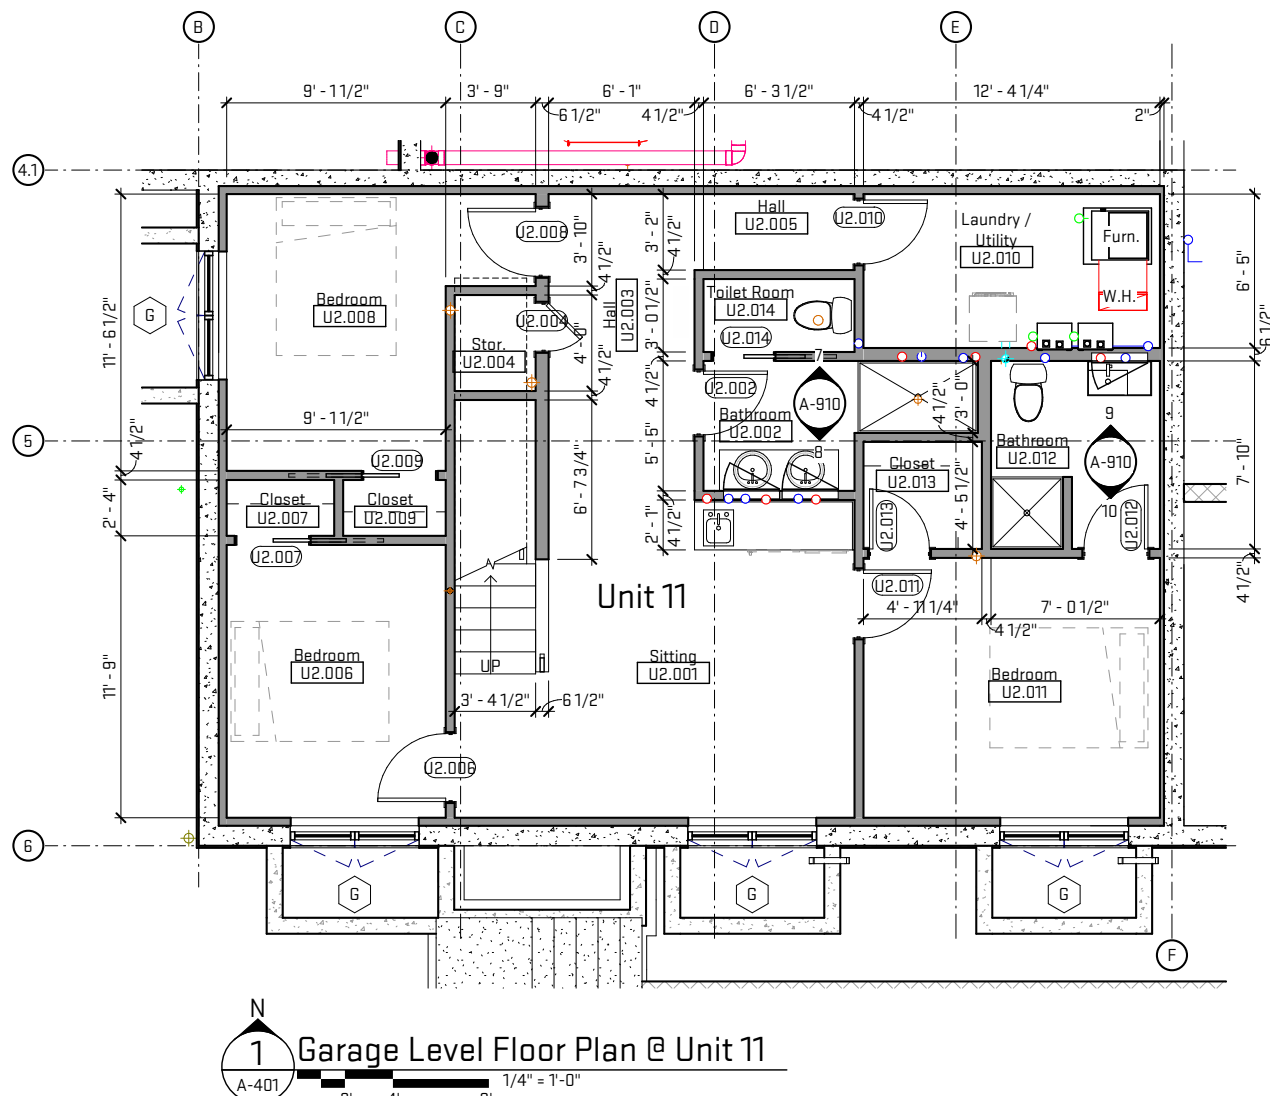 B
C
D
E
9' - 11 1/2"
3' - 9"
6' - 1"
6' - 3 1/2"
12' - 4 1/4"
6 1/2"
4 1/2"
4 1/2"
2"
4.1
Hall
U2.005
U2.010
Laundry /
Utility
U2.010
Furn.
W.H.
U2.008
3' - 10"
3' - 2"
4 1/2"
4 1/2"
6' - 5"
6 1/2"
Bedroom
U2.008
G
11' - 6 1/2"
U2.004
Hall
U2.003
Toilet Room
U2.014
U2.014
3' - 0 1/2"
Stor.
U2.004
4' - 0"
4 1/2"
7
U2.002
4 1/2"
A-910
Bathroom
U2.002
8
3' - 0"
4 1/2"
9
Bathroom
U2.012
A-910
10
7' - 10"
5
9' - 11 1/2"
4 1/2"
U2.009
6' - 7 3/4"
5' - 5"
Closet
U2.013
4' - 5 1/2"
Closet
U2.007
Closet
U2.009
2' - 4"
2' - 1"
4 1/2"
U2.013
U2.012
U2.007
Unit 11
U2.011
4' - 11 1/4"
7' - 0 1/2"
4 1/2"
4 1/2"
Bedroom
U2.006
UP
Sitting
U2.001
Bedroom
U2.011
11' - 9"
3' - 4 1/2"
6 1/2"
U2.006
6
G
G
G
F
N
1
A-401
Garage Level Floor Plan @ Unit 11
1/4" = 1'-0"